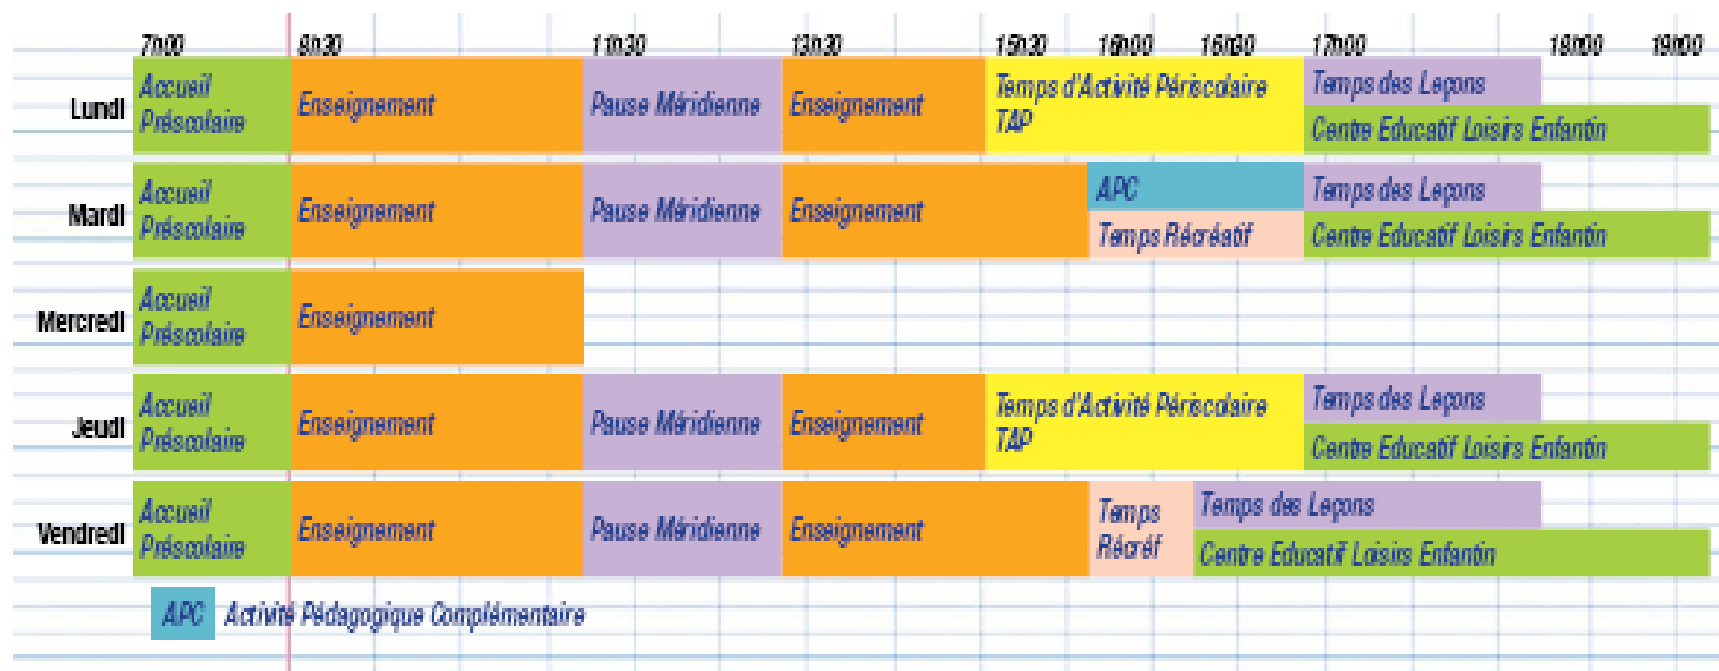 7h00 8h30 11h30 13h30 15h30 16h00 16h30 17h00 18h00 19h00
Lundi
Accueil
Préscolaire
Enseignement
Pause Méridienne
Enseignement
Temps d'Activité Périscolaire
TAP
Temps des Leçons
Centre Educatif Loisirs Enfantin
Mardi
Accueil
Préscolaire
Enseignement
Pause Méridienne
Enseignement
APC
Temps Récréatif
Temps des Leçons
Centre Educatif Loisirs Enfantin
Mercredi
Accueil
Préscolaire
Enseignement
Jeudi
Accueil
Préscolaire
Enseignement
Pause Méridienne
Enseignement
Temps d'Activité Périscolaire
TAP
Temps des Leçons
Centre Educatif Loisirs Enfantin
Vendredi
Accueil
Préscolaire
Enseignement
Pause Méridienne
Enseignement
Temps
Récréf
Temps des Leçons
Centre Educatif Loisirs Enfantin
APC Activité Pédagogique Complémentaire